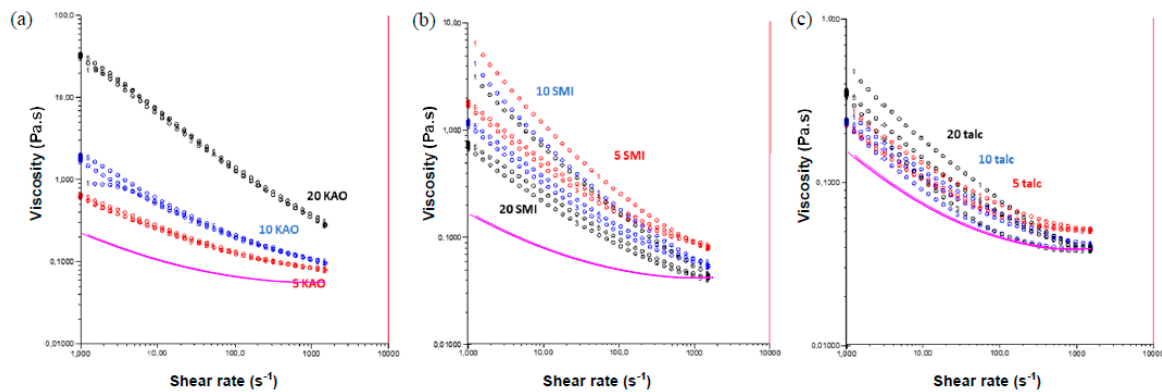 (a)
Viscosity (Pa.s)
100.0
10.00
1,000
0.1000
0,01000
1
20 KAO
10 KAO
5 KAO
1,000
10.00
100.0
1000
10000
Shear rate (s⁻¹)
(b)
Viscosity (Pa.s)
10.00
1,000
0.1000
0.01000
1
10 SMI
5 SMI
20 SMI
1,000
10,00
100.0
1000
10000
Shear rate (s⁻¹)
(c)
Viscosity (Pa.s)
1,000
0,1000
0,01000
1
20 talc
10 talc
5 talc
1,000
10.00
100.0
1000
10000
Shear rate (s⁻¹)